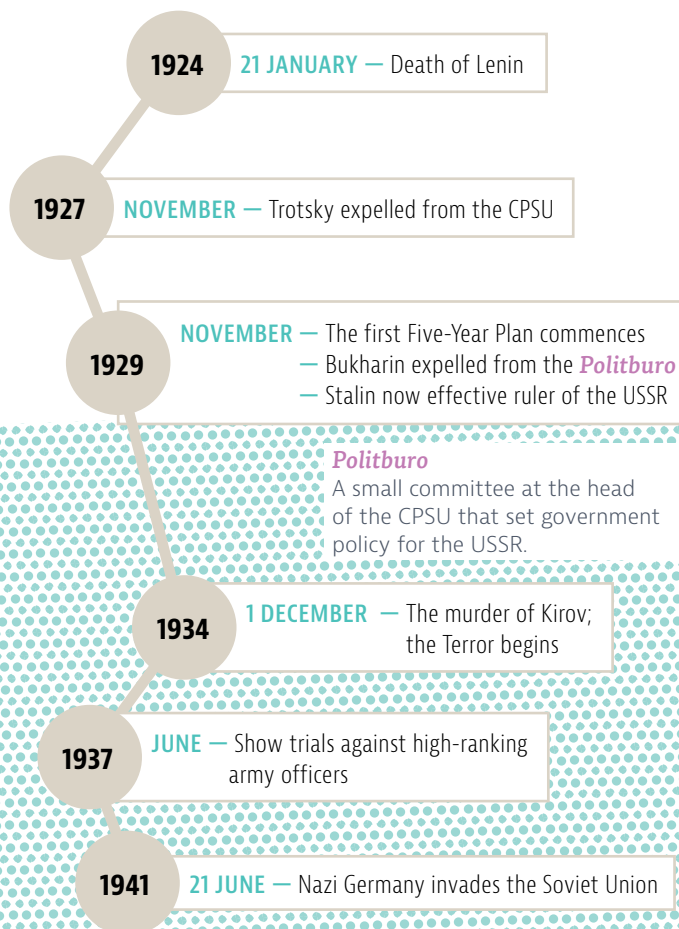 1924
21 JANUARY — Death of Lenin
1927
NOVEMBER — Trotsky expelled from the CPSU
1929
NOVEMBER — The first Five-Year Plan commences
— Bukharin expelled from the Politburo
— Stalin now effective ruler of the USSR
Politburo
A small committee at the head
of the CPSU that set government
policy for the USSR.
1934
1 DECEMBER — The murder of Kirov;
the Terror begins
1937
JUNE — Show trials against high-ranking
army officers
1941
21 JUNE — Nazi Germany invades the Soviet Union